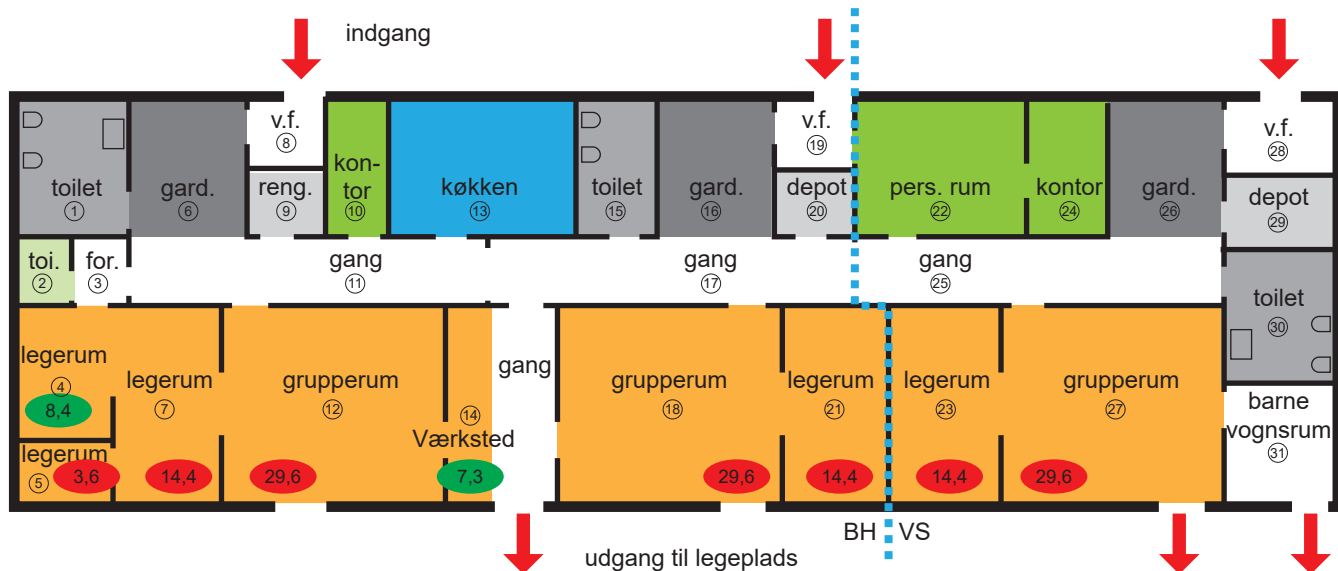 indgang
v.f.
8
v.f.
19
v.f.
28
toilet
1
gard.
6
reng.
9
kon-
tor
10
køkken
13
toilet
15
gard.
16
depot
20
pers. rum
22
kontor
24
gard.
26
depot
29
toi.
2
for.
3
gang
11
gang
17
gang
25
toilet
30
legerum
4
8,4
legerum
5
3,6
legerum
7
14,4
grupperum
12
29,6
14
Værksted
7,3
gang
grupperum
18
29,6
legerum
21
14,4
legerum
23
14,4
grupperum
27
29,6
barne
vognsrum
31
BH
VS
udgang til legeplads